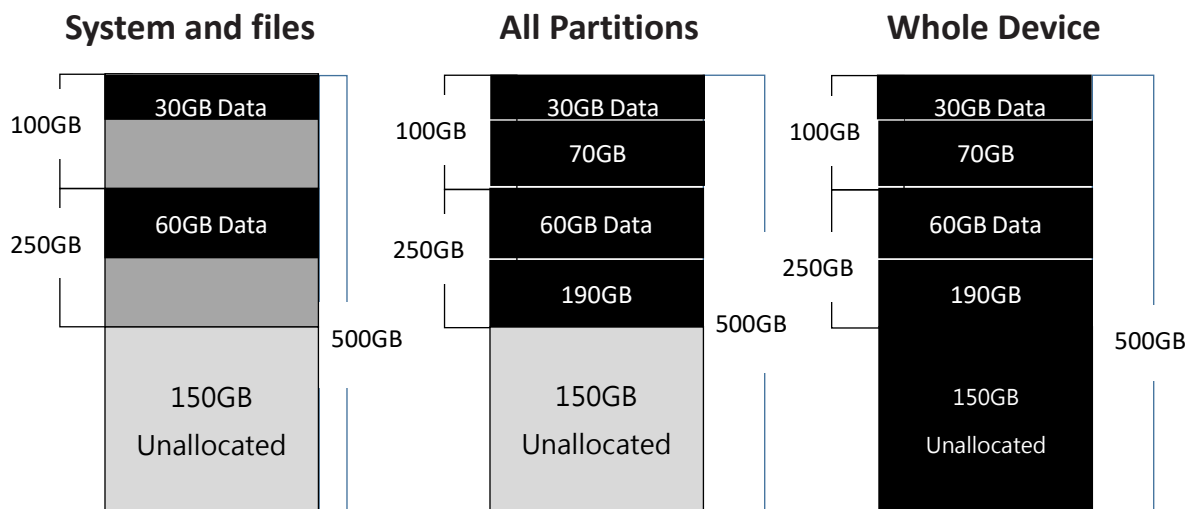 System and files
100GB
30GB Data
250GB
60GB Data
500GB
150GB
Unallocated
All Partitions
100GB
30GB Data
70GB
250GB
60GB Data
190GB
500GB
150GB
Unallocated
Whole Device
100GB
30GB Data
70GB
250GB
60GB Data
190GB
500GB
150GB
Unallocated